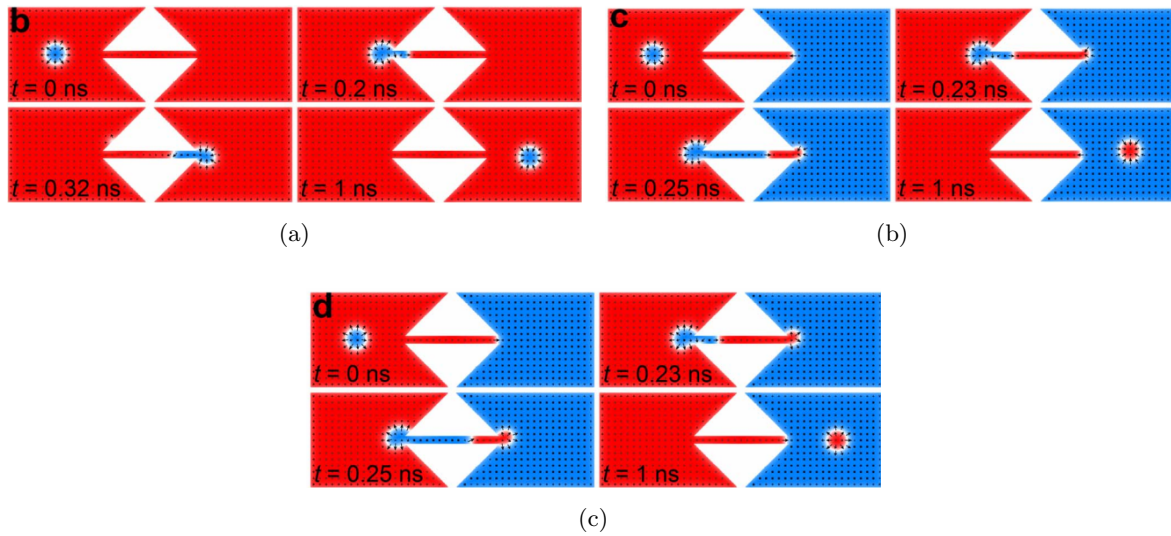 b
t = 0 ns
t = 0.2 ns
t = 0.32 ns
t = 1 ns
(a)
c
t = 0 ns
t = 0.23 ns
t = 0.25 ns
t = 1 ns
(b)
d
t = 0 ns
t = 0.23 ns
t = 0.25 ns
t = 1 ns
(c)